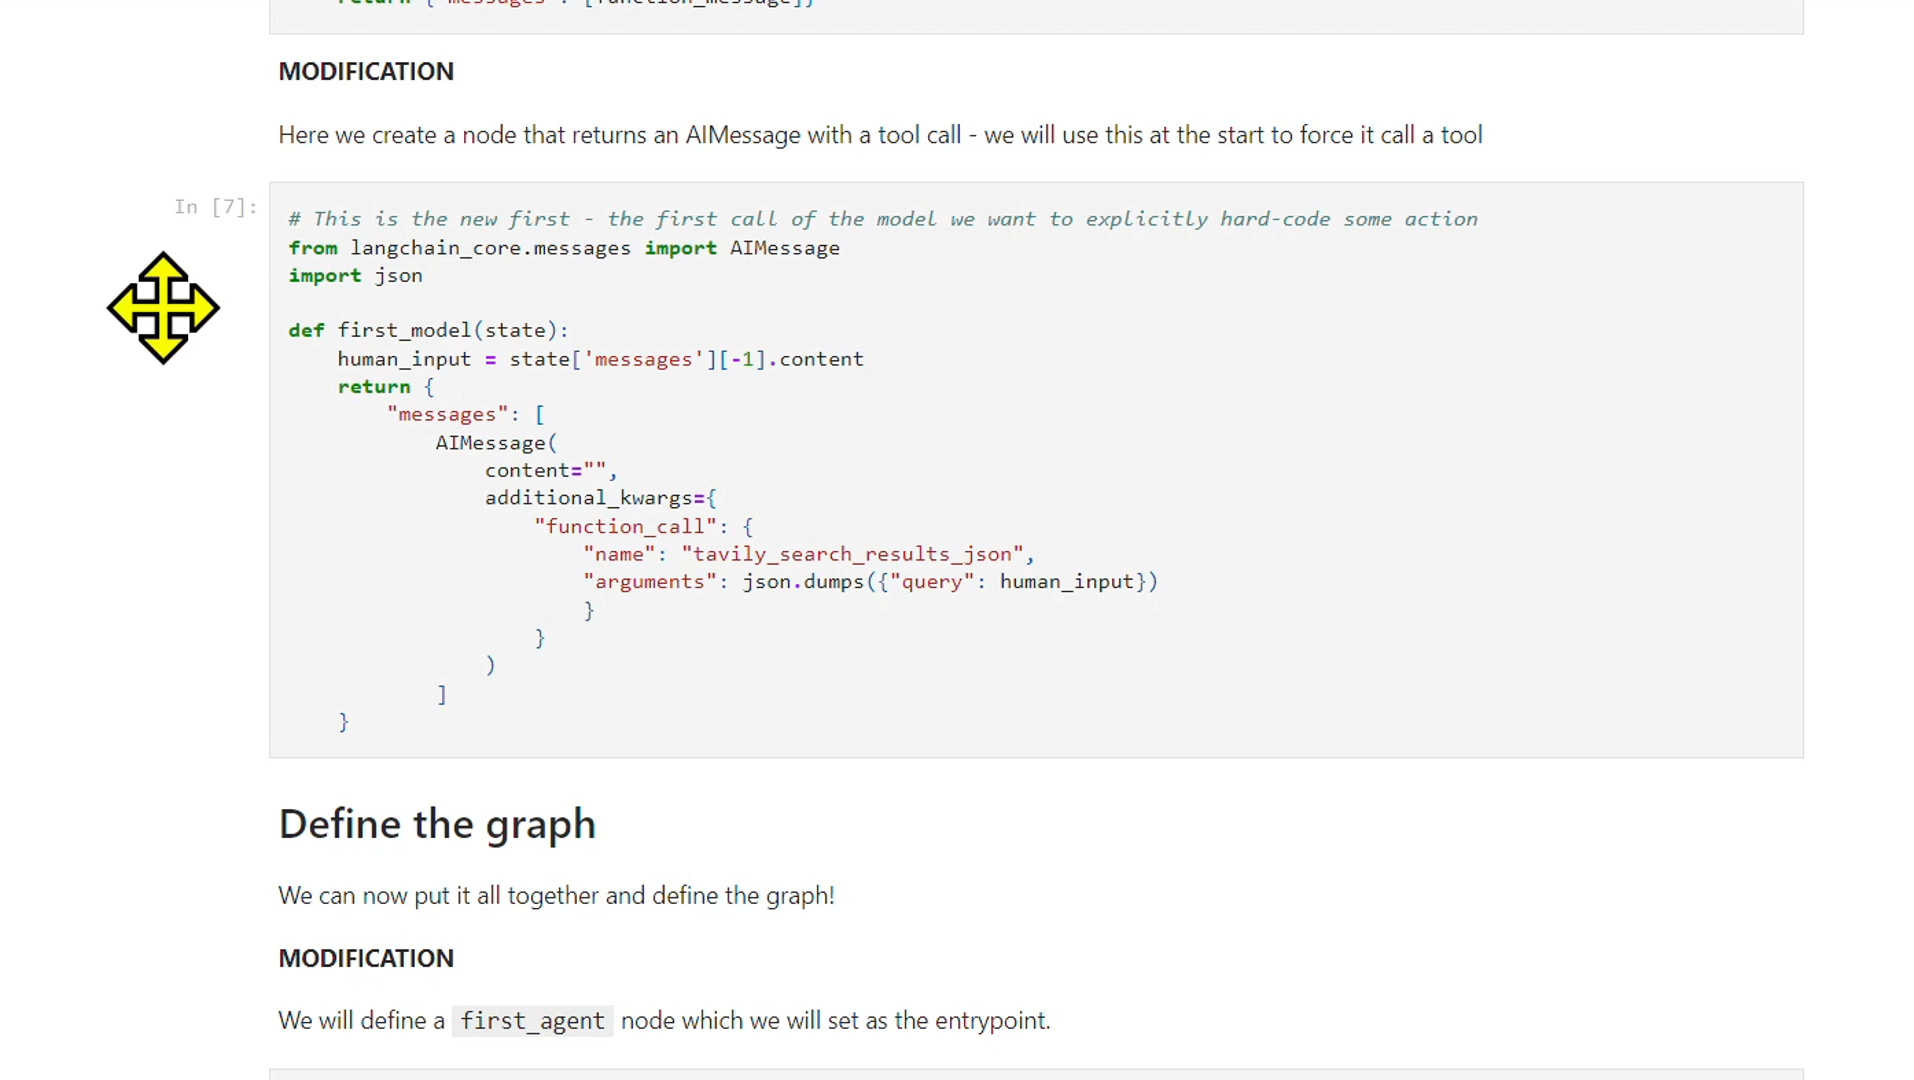 return {"messages": [function_message]}
MODIFICATION
Here we create a node that returns an AIMessage with a tool call - we will use this at the start to force it call a tool
In [7]:
# This is the new first - the first call of the model we want to explicitly hard-code some action
from langchain_core.messages import AIMessage
import json
def first_model(state):
    human_input = state['messages'][-1].content
    return {
        "messages": [
            AIMessage(
                content="",
                additional_kwargs={
                    "function_call": {
                        "name": "tavily_search_results_json",
                        "arguments": json.dumps({"query": human_input})
                        }
                    }
                )
            ]
    }
Define the graph
We can now put it all together and define the graph!
MODIFICATION
We will define a first_agent node which we will set as the entrypoint.